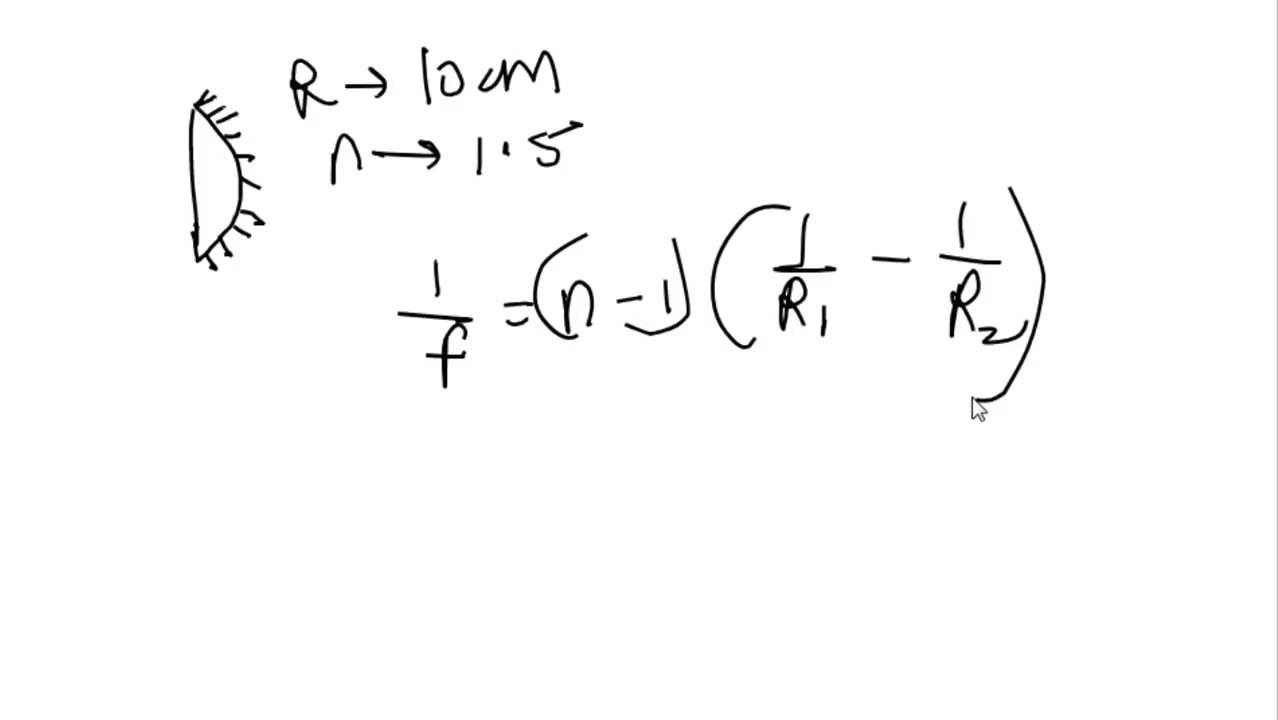 R → 10 cm
n → 1.5
1/f = (n - 1) (1/R₁ - 1/R₂)